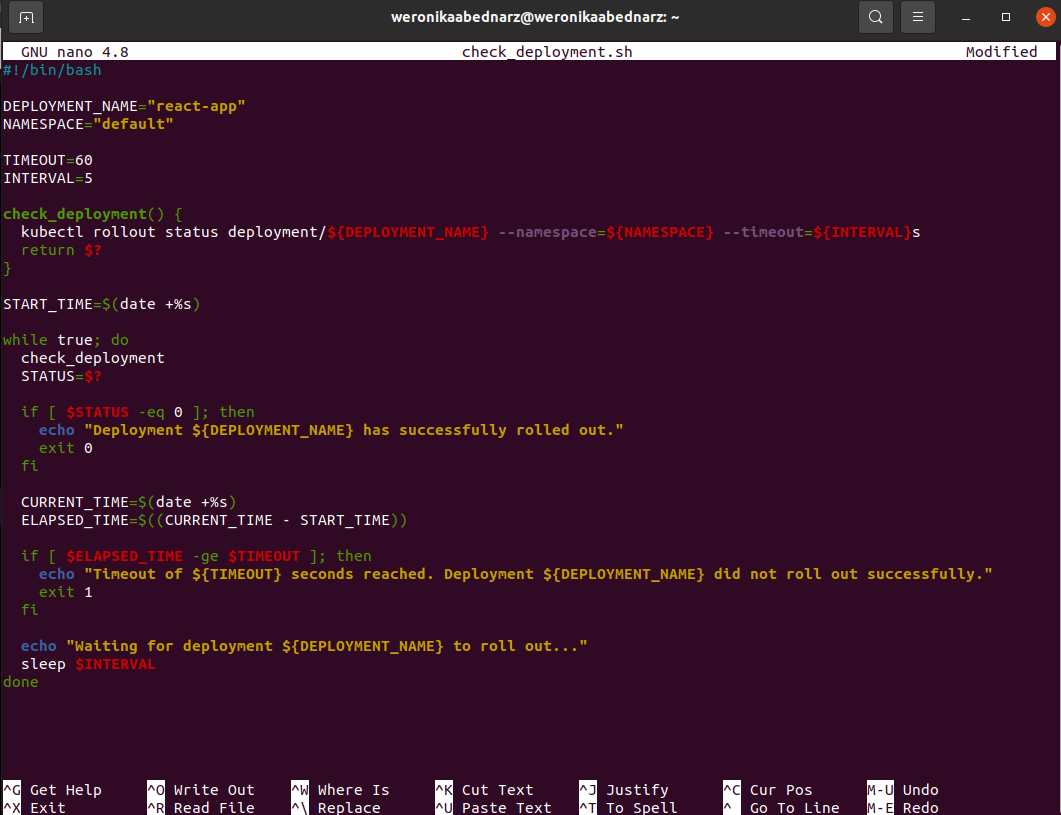 weronikaabednarz@weronikaabednarz: ~
GNU nano 4.8 check_deployment.sh Modified
#!/bin/bash

DEPLOYMENT_NAME="react-app"
NAMESPACE="default"

TIMEOUT=60
INTERVAL=5

check_deployment() {
  kubectl rollout status deployment/${DEPLOYMENT_NAME} --namespace=${NAMESPACE} --timeout=${INTERVAL}s
  return $?
}

START_TIME=$(date +%s)

while true; do
  check_deployment
  STATUS=$?

  if [ $STATUS -eq 0 ]; then
    echo "Deployment ${DEPLOYMENT_NAME} has successfully rolled out."
    exit 0
  fi

  CURRENT_TIME=$(date +%s)
  ELAPSED_TIME=$((CURRENT_TIME - START_TIME))

  if [ $ELAPSED_TIME -ge $TIMEOUT ]; then
    echo "Timeout of ${TIMEOUT} seconds reached. Deployment ${DEPLOYMENT_NAME} did not roll out successfully."
    exit 1
  fi

  echo "Waiting for deployment ${DEPLOYMENT_NAME} to roll out..."
  sleep $INTERVAL
done

^G Get Help ^O Write Out ^W Where Is ^K Cut Text ^J Justify ^C Cur Pos M-U Undo
^X Exit ^R Read File ^\ Replace ^U Paste Text ^T To Spell ^_ Go To Line M-E Redo